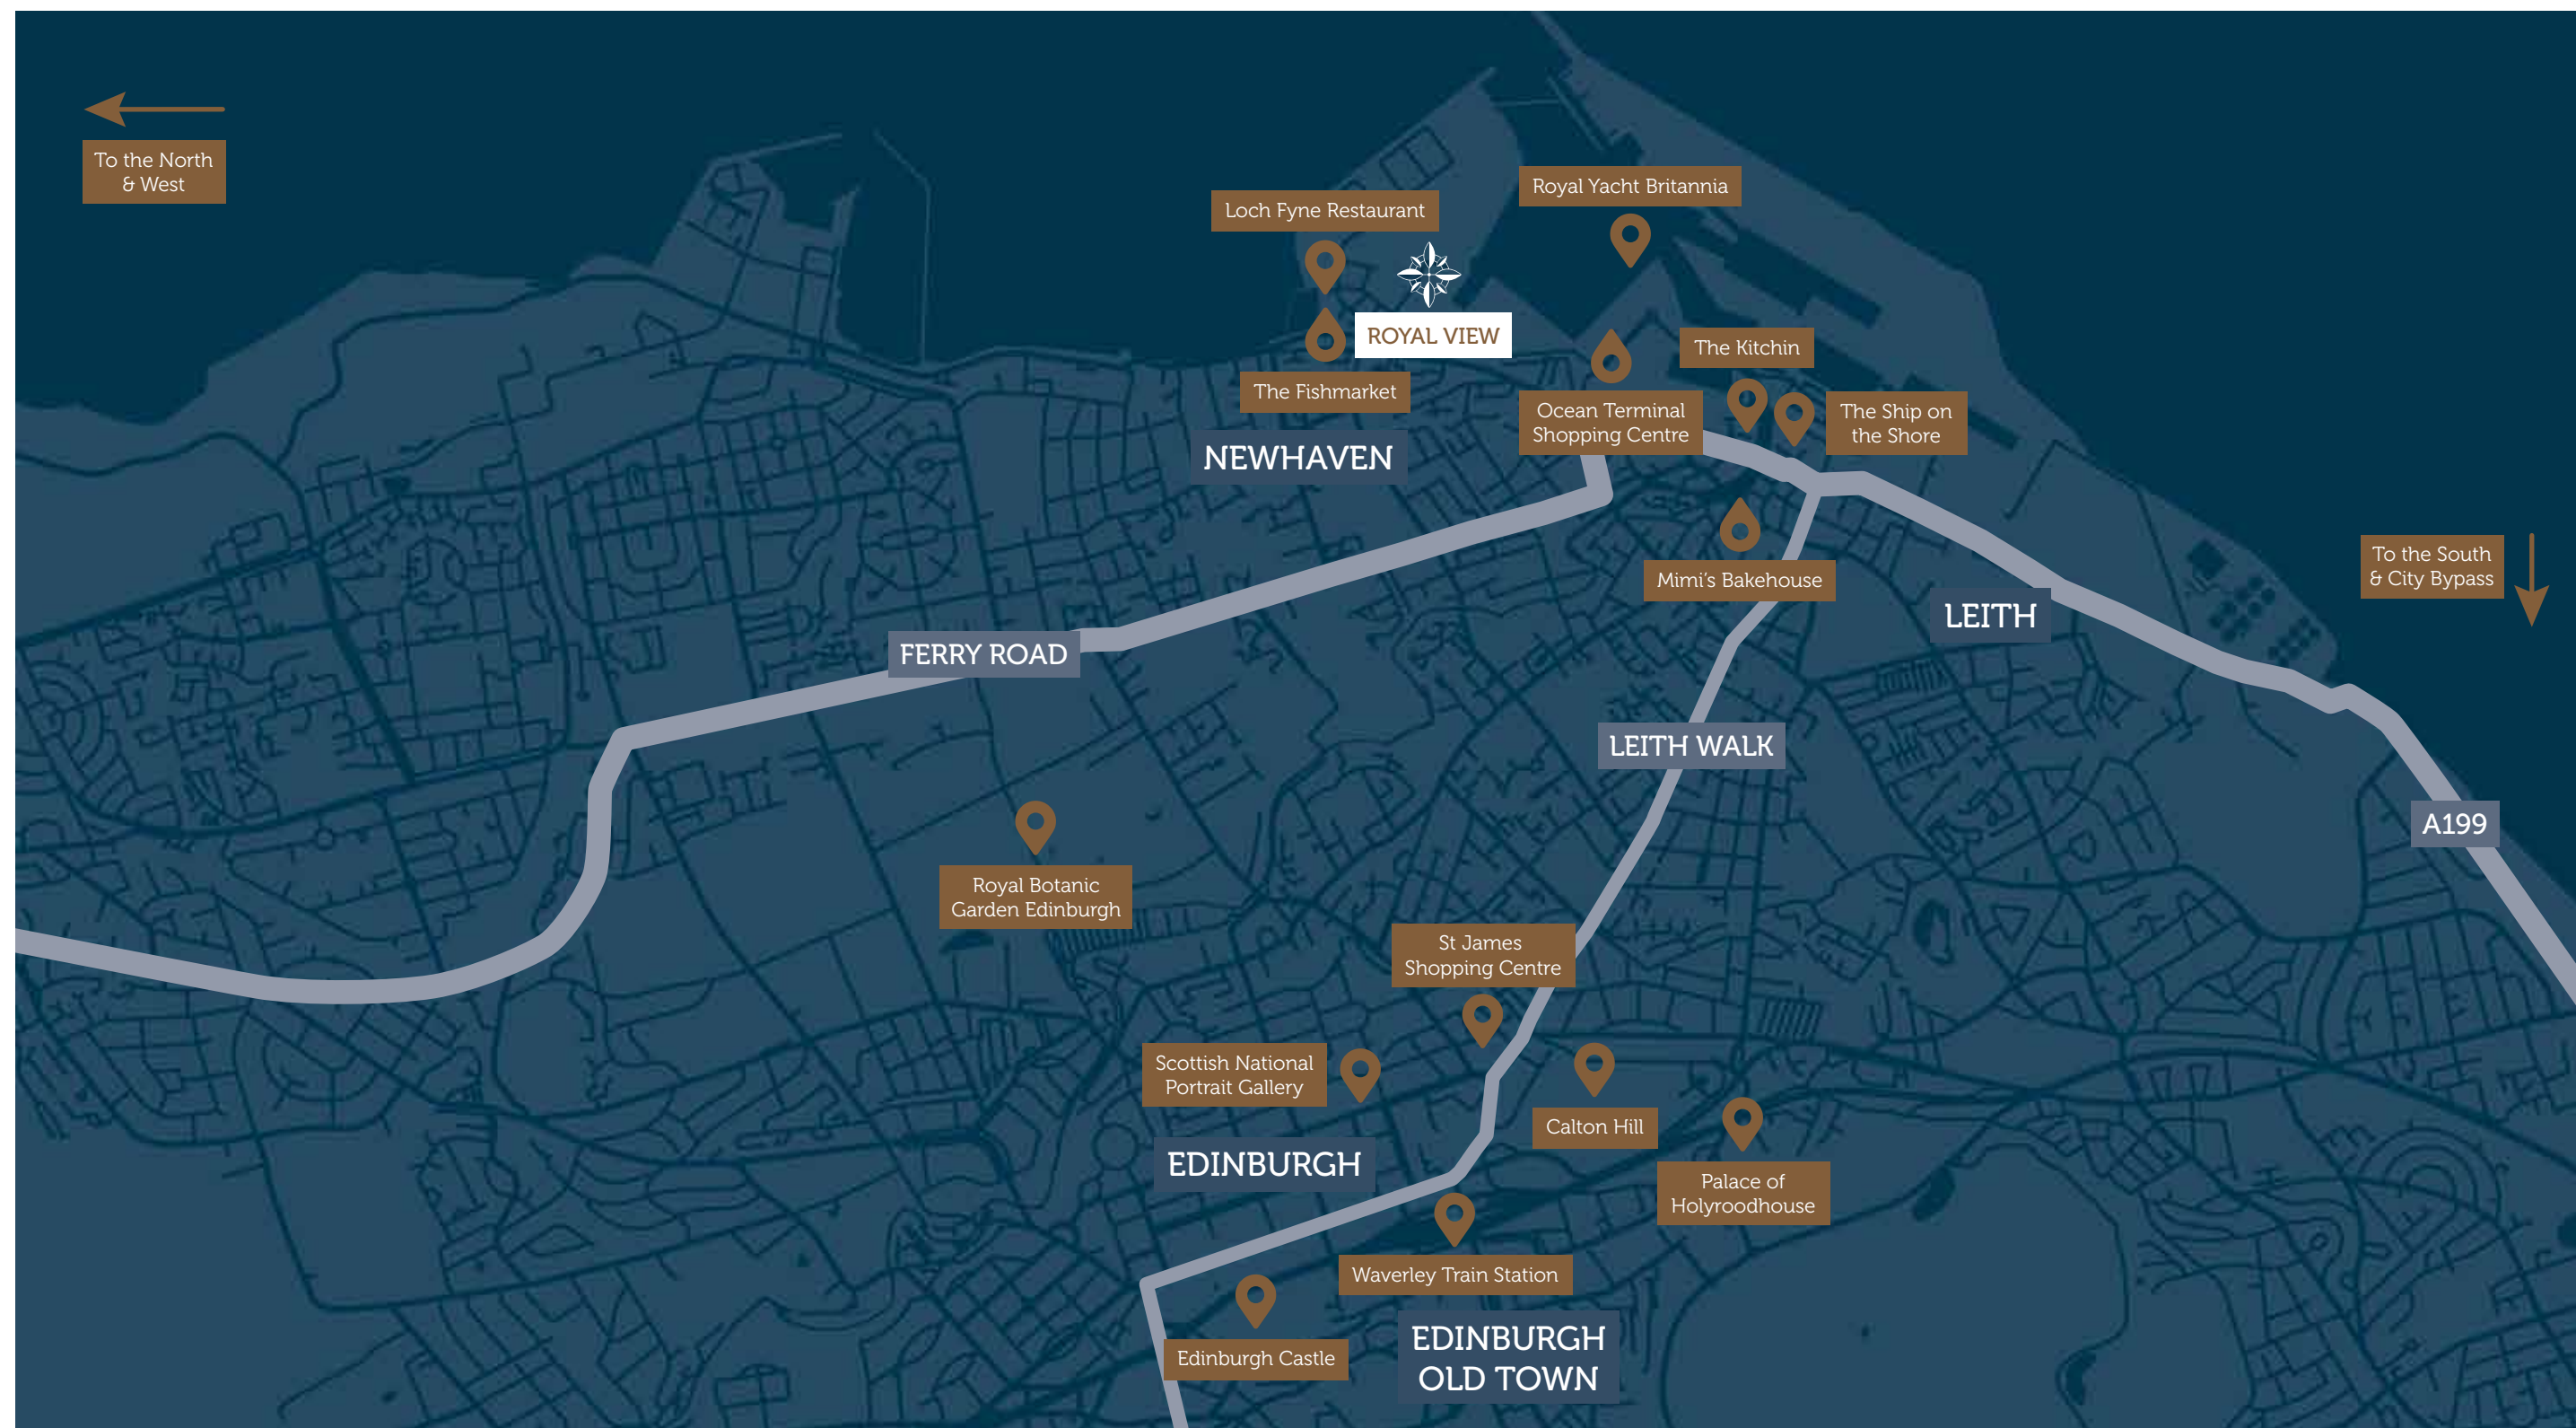 To the North
& West
Royal Yacht Britannia
Loch Fyne Restaurant
ROYAL VIEW
The Kitchin
The Fishmarket
Ocean Terminal
Shopping Centre
The Ship on
the Shore
NEWHAVEN
To the South
& City Bypass
Mimi's Bakehouse
LEITH
FERRY ROAD
LEITH WALK
A199
Royal Botanic
Garden Edinburgh
St James
Shopping Centre
Scottish National
Portrait Gallery
Calton Hill
EDINBURGH
Palace of
Holyroodhouse
Waverley Train Station
Edinburgh Castle
EDINBURGH
OLD TOWN